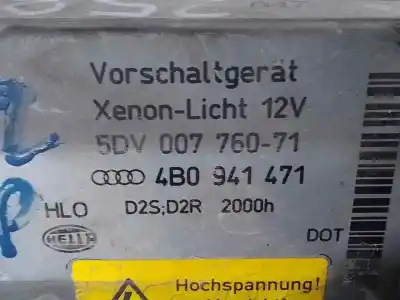 Vorschaltgerät
Xenon-Licht 12V
5DV 007 760-71
4B0 941 471
HLO D2S;D2R 2000h
HELLA DOT
Hochspannung!